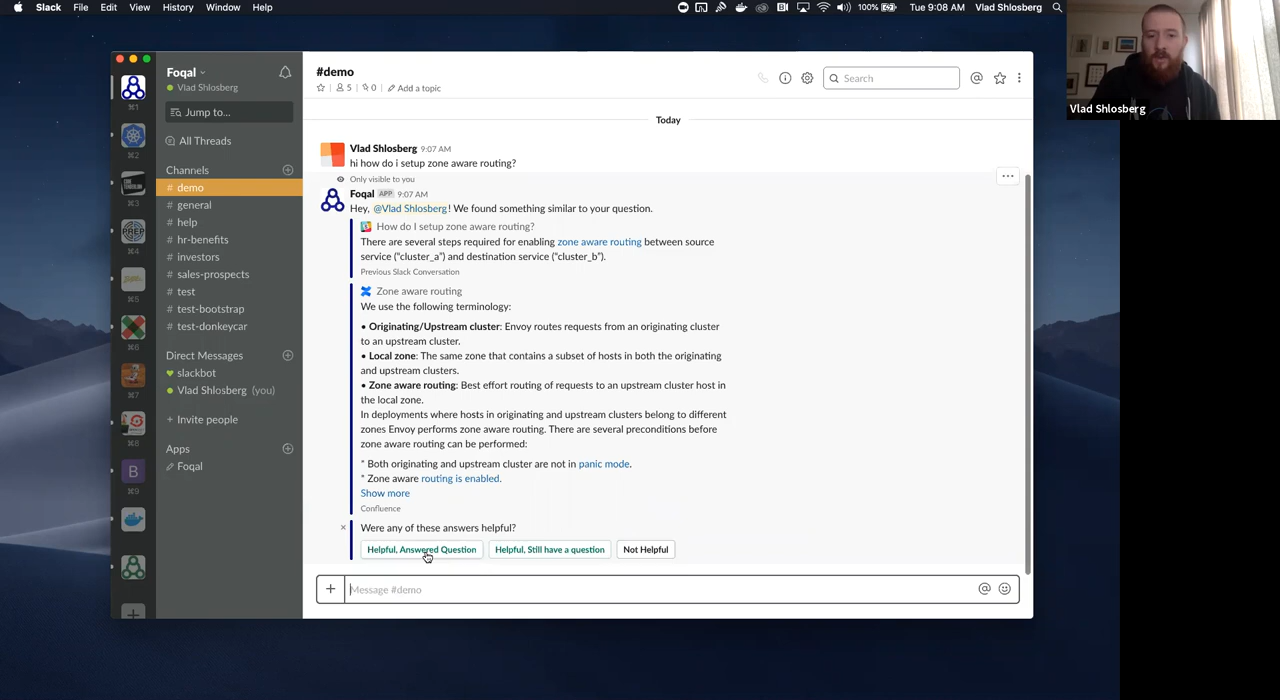 Slack File Edit View History Window Help
100% Tue 9:08 AM Vlad Shlosberg
Vlad Shlosberg
Foqal
Vlad Shlosberg
Jump to...
All Threads
Channels
# demo
# general
# help
# hr-benefits
# investors
# sales-prospects
# test
# test-bootstrap
# test-donkeycar
Direct Messages
slackbot
Vlad Shlosberg (you)
+ Invite people
Apps
Foqal
⌘1
⌘2
⌘3
⌘4
⌘5
⌘6
⌘7
⌘8
B
⌘9
#demo
5 0 Add a topic
Search
Today
Vlad Shlosberg 9:07 AM
hi how do i setup zone aware routing?
Only visible to you
Foqal APP 9:07 AM
Hey, @Vlad Shlosberg! We found something similar to your question.
How do I setup zone aware routing?
There are several steps required for enabling zone aware routing between source
service ("cluster_a") and destination service ("cluster_b").
Previous Slack Conversation
Zone aware routing
We use the following terminology:
• Originating/Upstream cluster: Envoy routes requests from an originating cluster
to an upstream cluster.
• Local zone: The same zone that contains a subset of hosts in both the originating
and upstream clusters.
• Zone aware routing: Best effort routing of requests to an upstream cluster host in
the local zone.
In deployments where hosts in originating and upstream clusters belong to different
zones Envoy performs zone aware routing. There are several preconditions before
zone aware routing can be performed:
* Both originating and upstream cluster are not in panic mode.
* Zone aware routing is enabled.
Show more
Confluence
Were any of these answers helpful?
Helpful, Answered Question Helpful, Still have a question Not Helpful
Message #demo